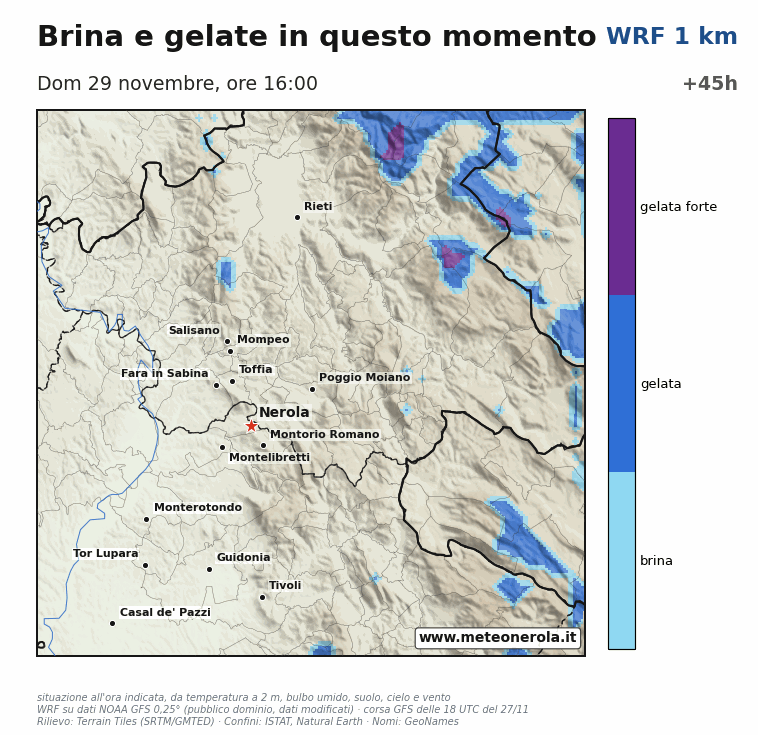 Brina e gelate in questo momento WRF 1 km
Dom 29 novembre, ore 16:00 +45h
Rieti
Salisano
Mompeo
Fara in Sabina
Toffia
Poggio Moiano
Nerola
Montorio Romano
Montelibretti
Monterotondo
Tor Lupara
Guidonia
Tivoli
Casal de' Pazzi
www.meteonerola.it
gelata forte
gelata
brina
situazione all'ora indicata, da temperatura a 2 m, bulbo umido, suolo, cielo e vento
WRF su dati NOAA GFS 0,25° (pubblico dominio, dati modificati) · corsa GFS delle 18 UTC del 27/11
Rilievo: Terrain Tiles (SRTM/GMTED) · Confini: ISTAT, Natural Earth · Nomi: GeoNames